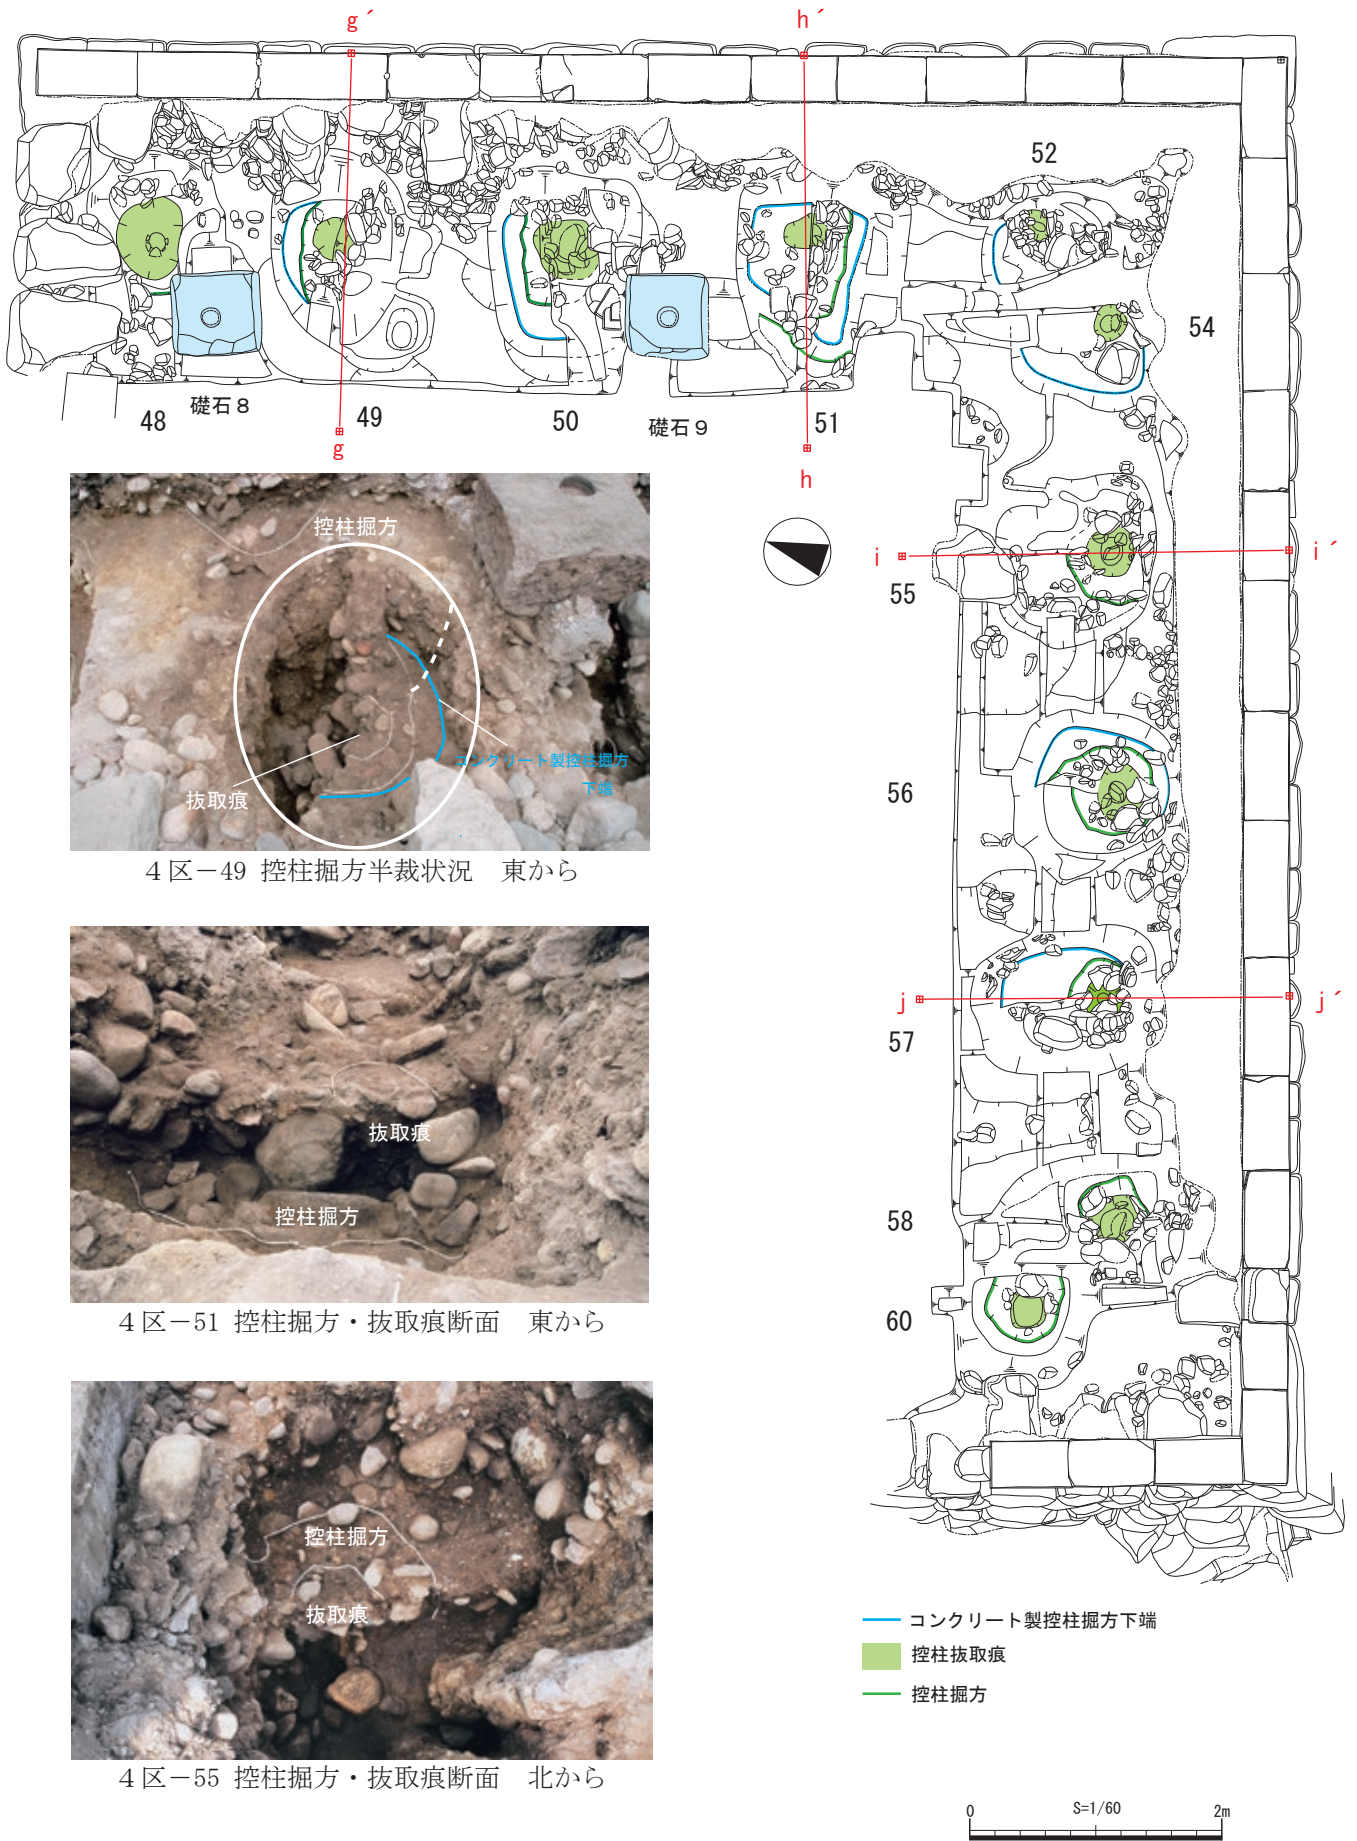 g´
h´
52
54
48
礎石８
49
g
50
礎石９
51
h
控柱掘方
抜取痕
コンクリート製控柱掘方
下端
４区－49 控柱掘方半裁状況　東から
i
i´
55
56
抜取痕
控柱掘方
４区－51 控柱掘方・抜取痕断面　東から
j
j´
57
58
60
控柱掘方
抜取痕
４区－55 控柱掘方・抜取痕断面　北から
コンクリート製控柱掘方下端
控柱抜取痕
控柱掘方
0
S=1/60
2m